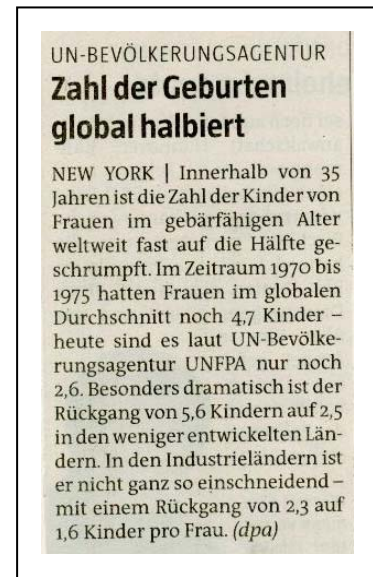 UN-BEVÖLKERUNGSAGENTUR
Zahl der Geburten
global halbiert
NEW YORK | Innerhalb von 35
Jahren ist die Zahl der Kinder von
Frauen im gebärfähigen Alter
weltweit fast auf die Hälfte ge-
schrumpft. Im Zeitraum 1970 bis
1975 hatten Frauen im globalen
Durchschnitt noch 4,7 Kinder –
heute sind es laut UN-Bevölke-
rungsagentur UNFPA nur noch
2,6. Besonders dramatisch ist der
Rückgang von 5,6 Kindern auf 2,5
in den weniger entwickelten Län-
dern. In den Industrieländern ist
er nicht ganz so einschneidend –
mit einem Rückgang von 2,3 auf
1,6 Kinder pro Frau. (dpa)